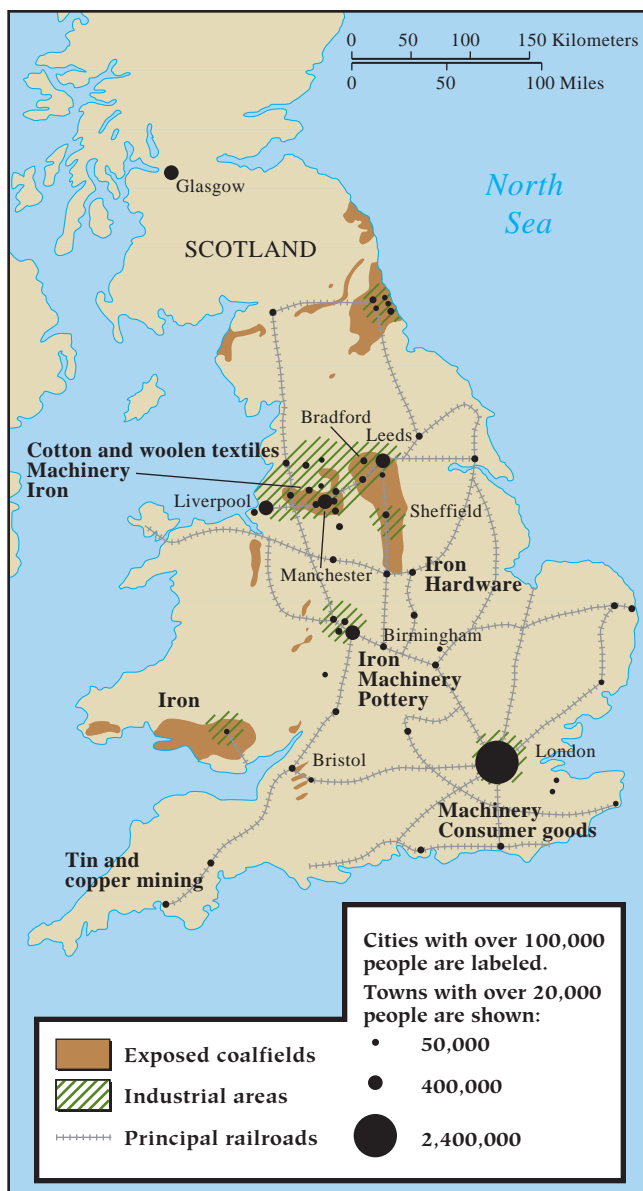 0 50 100 150 Kilometers
0 50 100 Miles
Glasgow
North
Sea
SCOTLAND
Bradford
Leeds
Cotton and woolen textiles
Machinery
Iron
Liverpool
Sheffield
Manchester
Iron
Hardware
Birmingham
Iron
Machinery
Pottery
Iron
Bristol
London
Machinery
Consumer goods
Tin and
copper mining
Cities with over 100,000
people are labeled.
Towns with over 20,000
people are shown:
50,000
400,000
2,400,000
Exposed coalfields
Industrial areas
Principal railroads